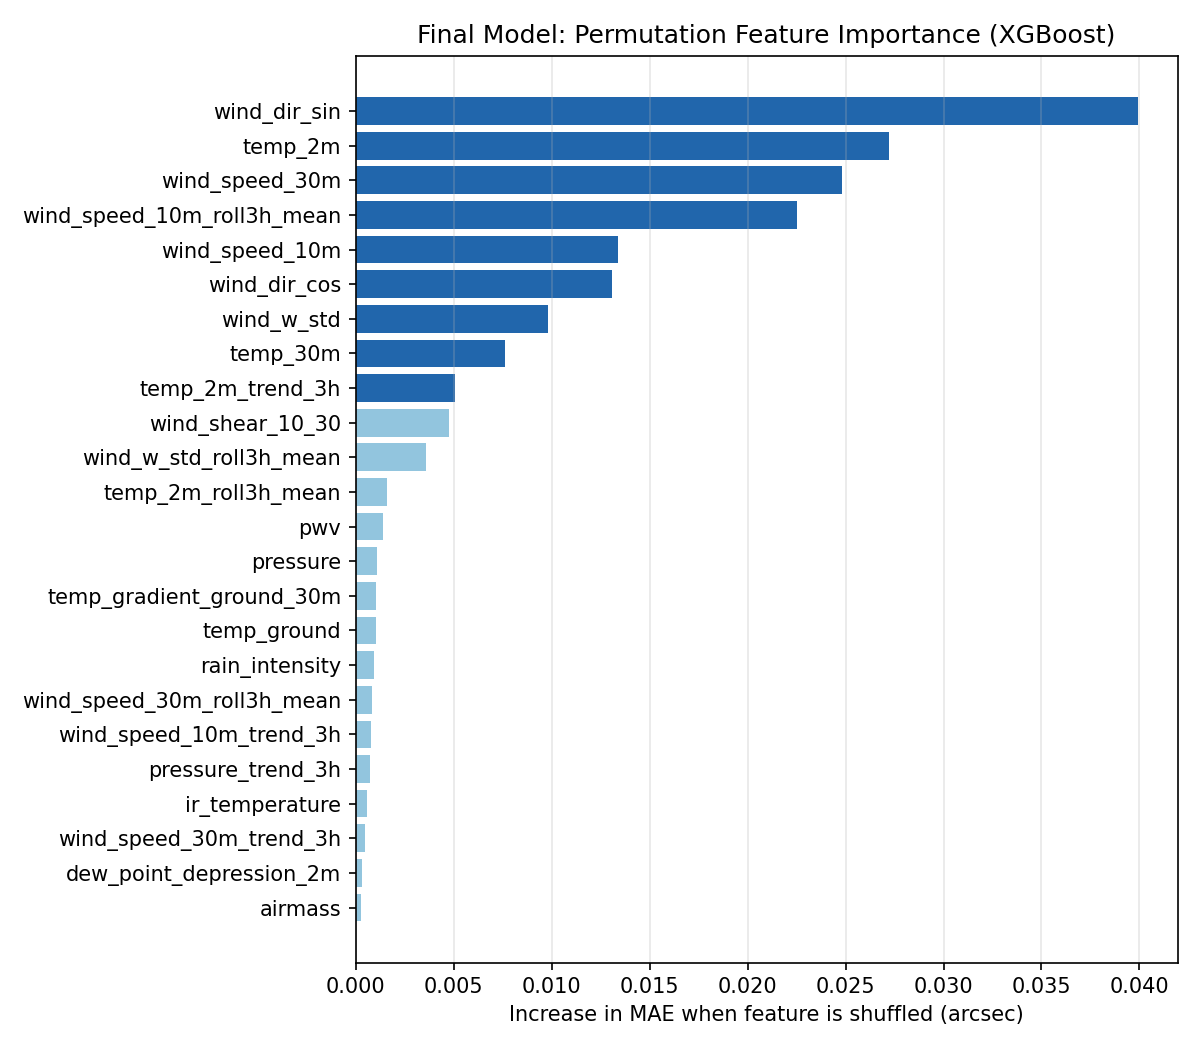 Final Model: Permutation Feature Importance (XGBoost)
wind_dir_sin
temp_2m
wind_speed_30m
wind_speed_10m_roll3h_mean
wind_speed_10m
wind_dir_cos
wind_w_std
temp_30m
temp_2m_trend_3h
wind_shear_10_30
wind_w_std_roll3h_mean
temp_2m_roll3h_mean
pwv
pressure
temp_gradient_ground_30m
temp_ground
rain_intensity
wind_speed_30m_roll3h_mean
wind_speed_10m_trend_3h
pressure_trend_3h
ir_temperature
wind_speed_30m_trend_3h
dew_point_depression_2m
airmass
0.000 0.005 0.010 0.015 0.020 0.025 0.030 0.035 0.040
Increase in MAE when feature is shuffled (arcsec)